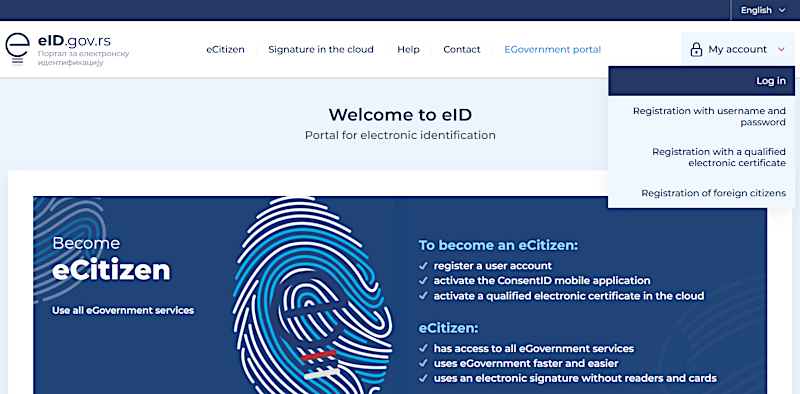 English
eID.gov.rs
Портал за електронску
идентификацију
eCitizen
Signature in the cloud
Help
Contact
EGovernment portal
My account
Log in
Registration with username and
password
Registration with a qualified
electronic certificate
Registration of foreign citizens
Welcome to eID
Portal for electronic identification
Become
eCitizen
Use all eGovernment services
To become an eCitizen:
register a user account
activate the ConsentID mobile application
activate a qualified electronic certificate in the cloud
eCitizen:
has access to all eGovernment services
uses eGovernment faster and easier
uses an electronic signature without readers and cards